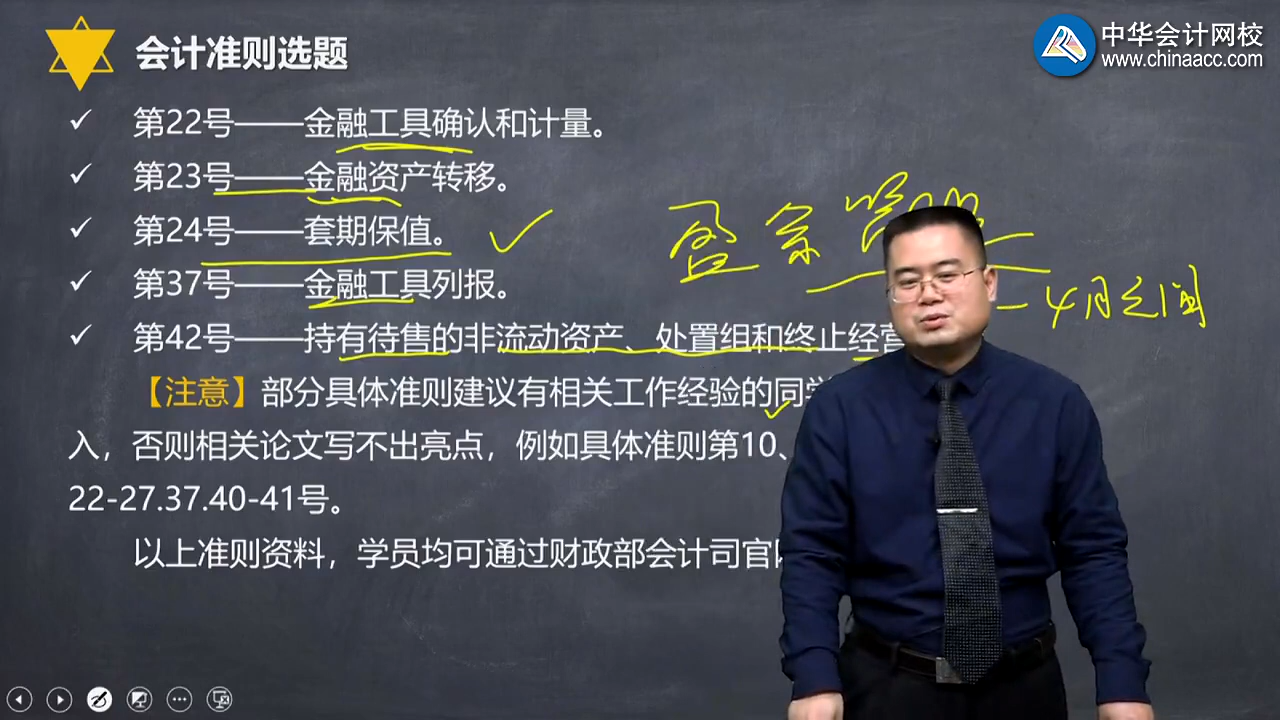 会计准则选题
中华会计网校
www.chinaacc.com
第22号——金融工具确认和计量。
第23号——金融资产转移。
第24号——套期保值。
盈余管理
4月之间
第37号——金融工具列报。
第42号——持有待售的非流动资产、处置组和终止经营
【注意】部分具体准则建议有相关工作经验的同学
入，否则相关论文写不出亮点，例如具体准则第10、
22-27.37.40-41号。
以上准则资料，学员均可通过财政部会计司官网